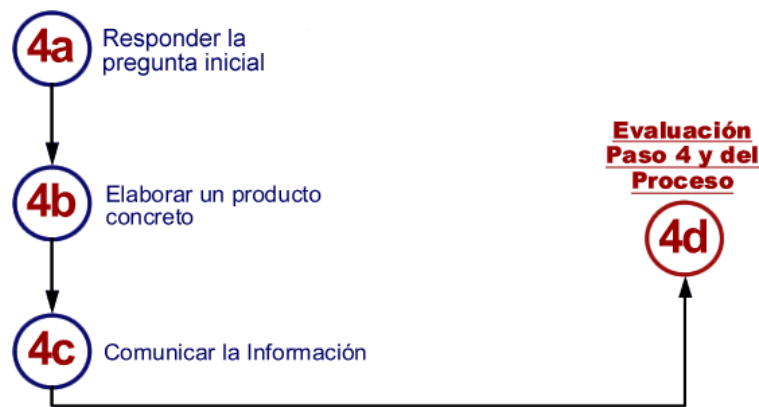 4a
Responder la
pregunta inicial
4b
Elaborar un producto
concreto
4c
Comunicar la Información
Evaluación
Paso 4 y del
Proceso
4d